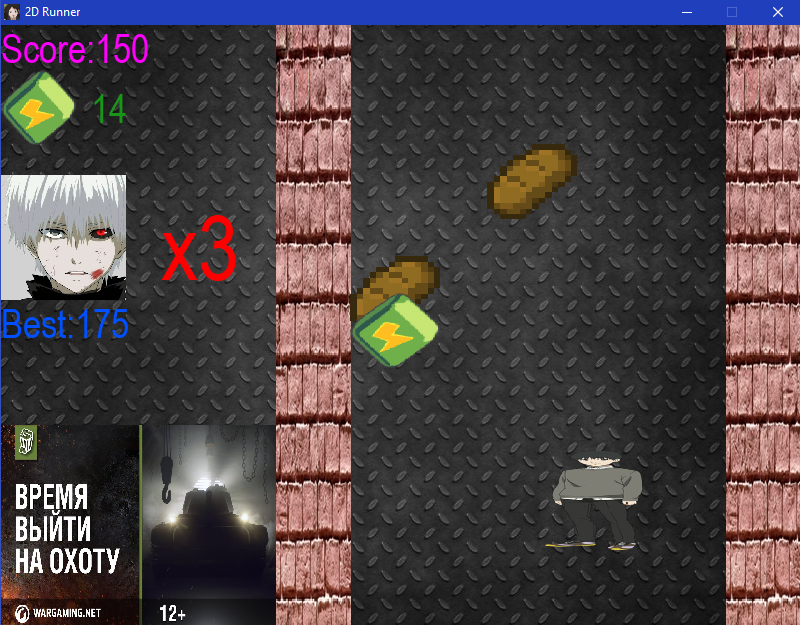 2D Runner
Score:150
14
x3
Best:175
ВРЕМЯ
ВЫЙТИ
НА ОХОТУ
WARGAMING.NET
12+